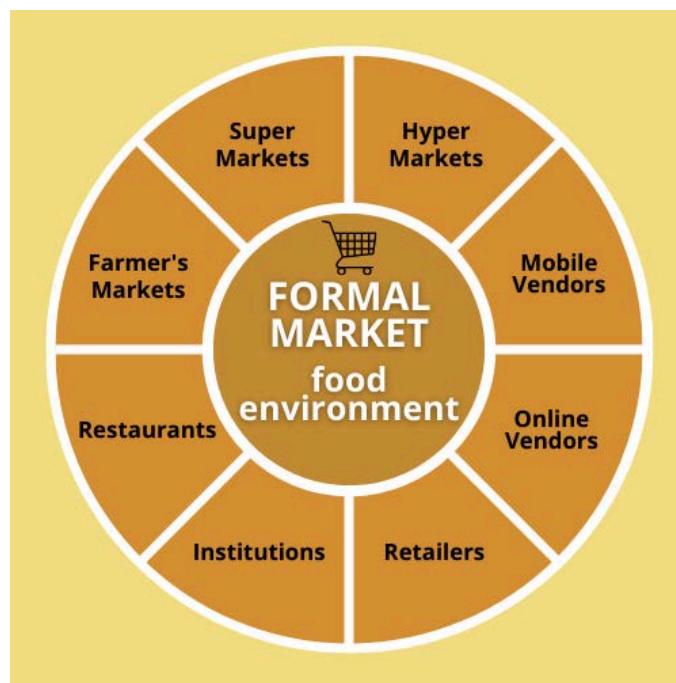 Super
Markets
Hyper
Markets
Farmer's
Markets
Mobile
Vendors
FORMAL
MARKET
food
environment
Restaurants
Online
Vendors
Institutions
Retailers